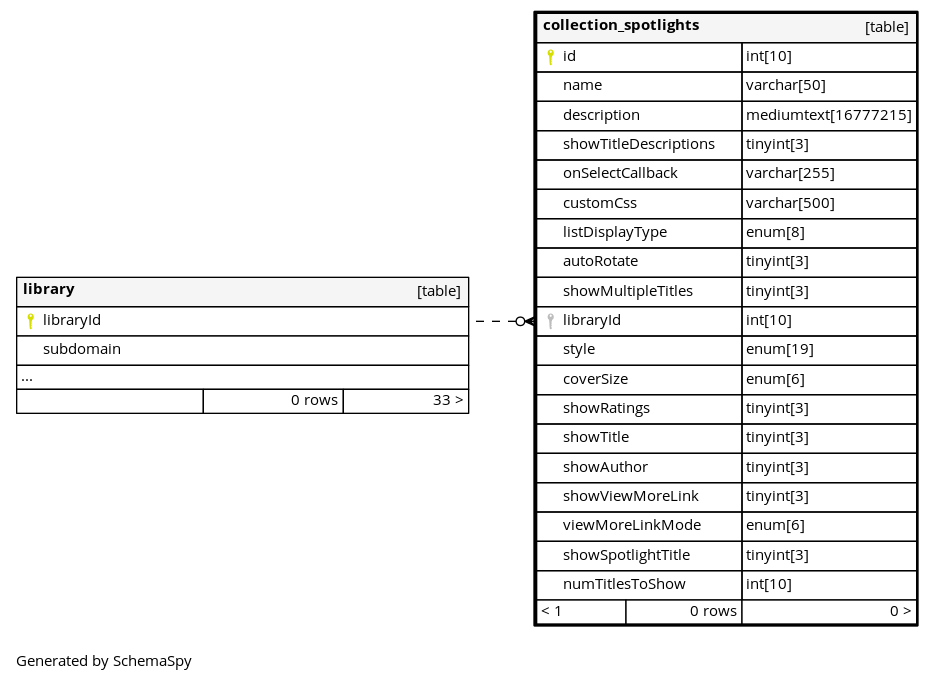 collection_spotlights [table]
id int[10]
name varchar[50]
description mediumtext[16777215]
showTitleDescriptions tinyint[3]
onSelectCallback varchar[255]
customCss varchar[500]
listDisplayType enum[8]
autoRotate tinyint[3]
showMultipleTitles tinyint[3]
libraryId int[10]
style enum[19]
coverSize enum[6]
showRatings tinyint[3]
showTitle tinyint[3]
showAuthor tinyint[3]
showViewMoreLink tinyint[3]
viewMoreLinkMode enum[6]
showSpotlightTitle tinyint[3]
numTitlesToShow int[10]
< 1 0 rows 0 >
library [table]
libraryId
subdomain
...
0 rows 33 >
Generated by SchemaSpy